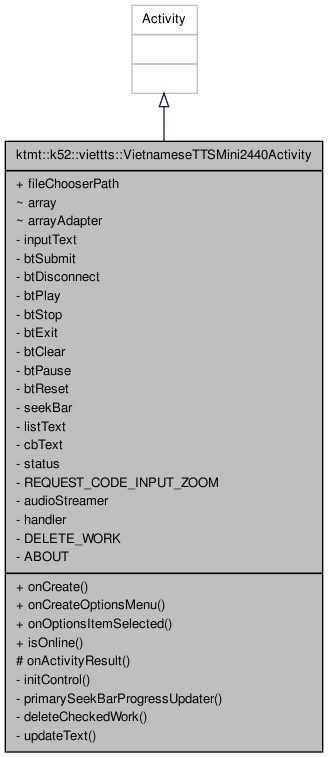 Activity
ktmt::k52::viettts::VietnameseTTSMini2440Activity
+ fileChooserPath
~ array
~ arrayAdapter
- inputText
- btSubmit
- btDisconnect
- btPlay
- btStop
- btExit
- btClear
- btPause
- btReset
- seekBar
- listText
- cbText
- status
- REQUEST_CODE_INPUT_ZOOM
- audioStreamer
- handler
- DELETE_WORK
- ABOUT
+ onCreate()
+ onCreateOptionsMenu()
+ onOptionsItemSelected()
+ isOnline()
# onActivityResult()
- initControl()
- primarySeekBarProgressUpdater()
- deleteCheckedWork()
- updateText()